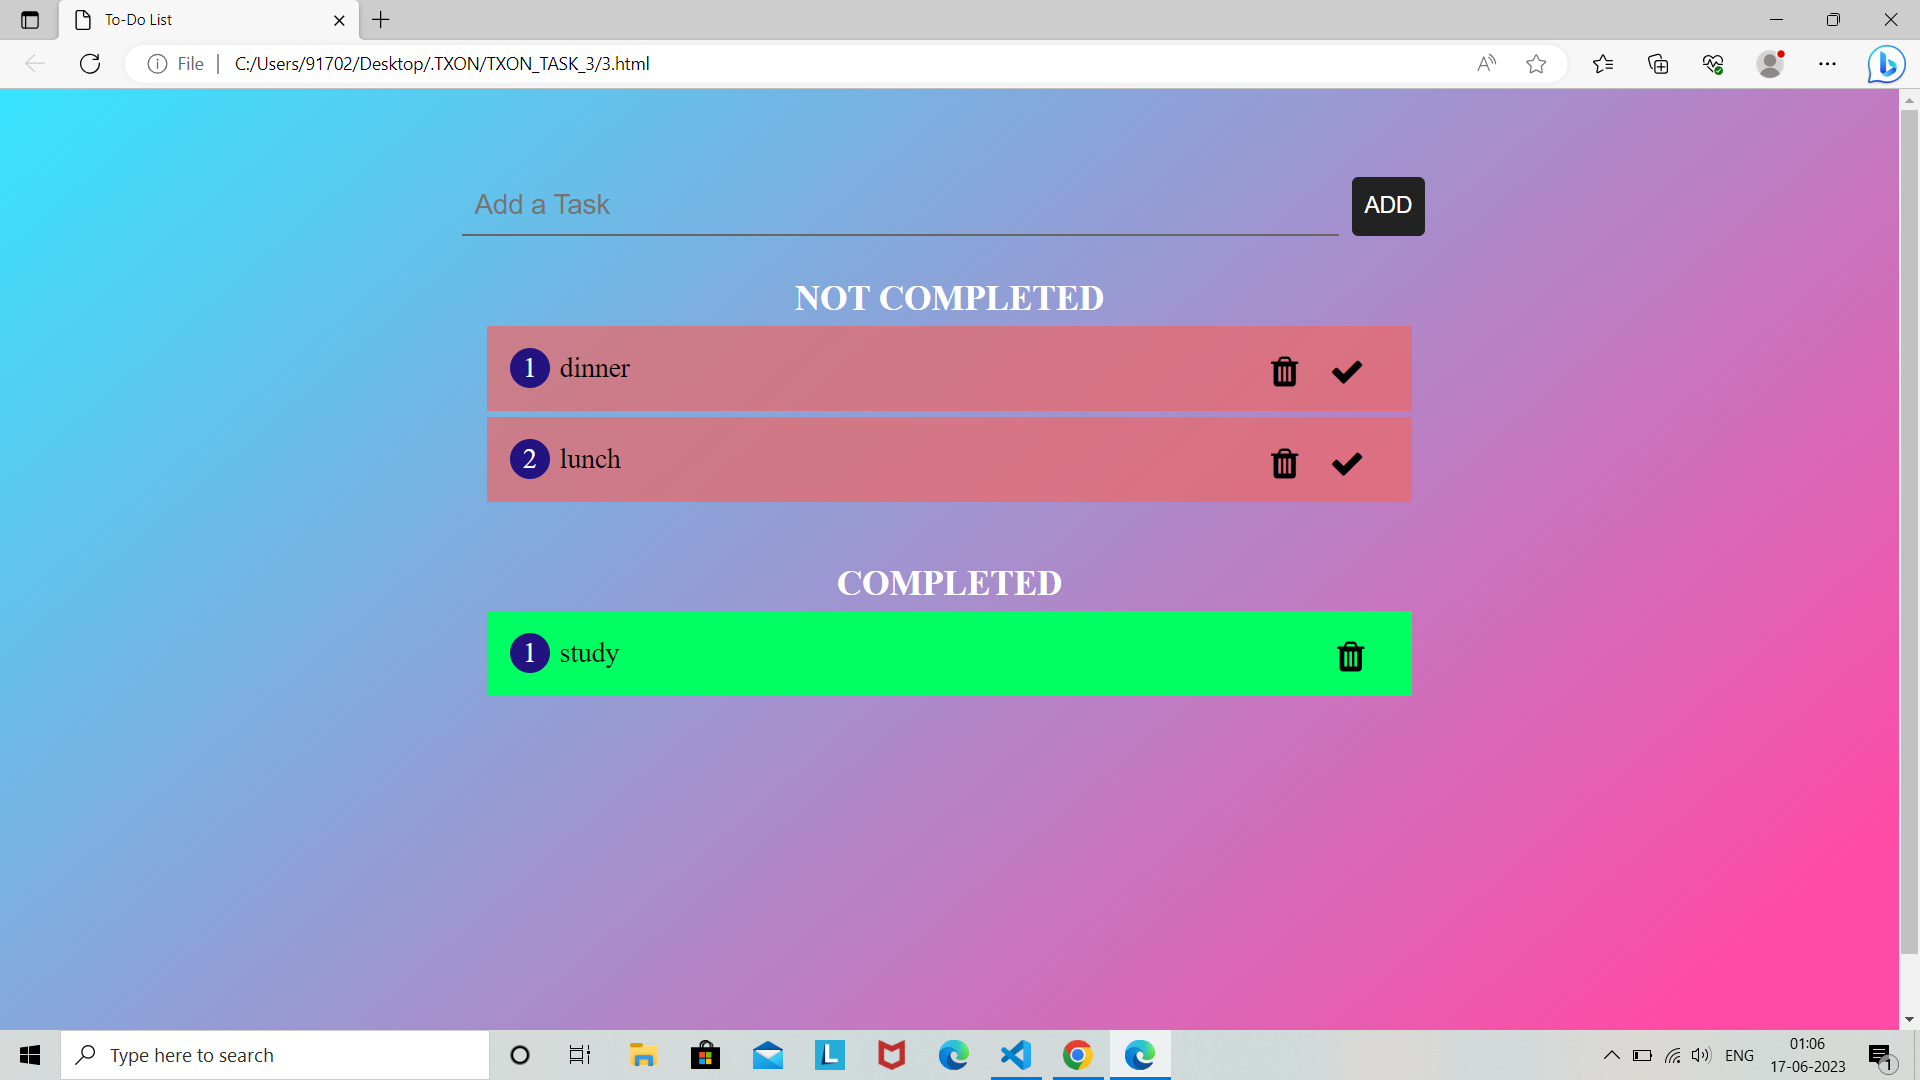 To-Do List
File
C:/Users/91702/Desktop/.TXON/TXON_TASK_3/3.html
Add a Task
ADD
NOT COMPLETED
1 dinner
2 lunch
COMPLETED
1 study
Type here to search
L
ENG
01:06
17-06-2023
1